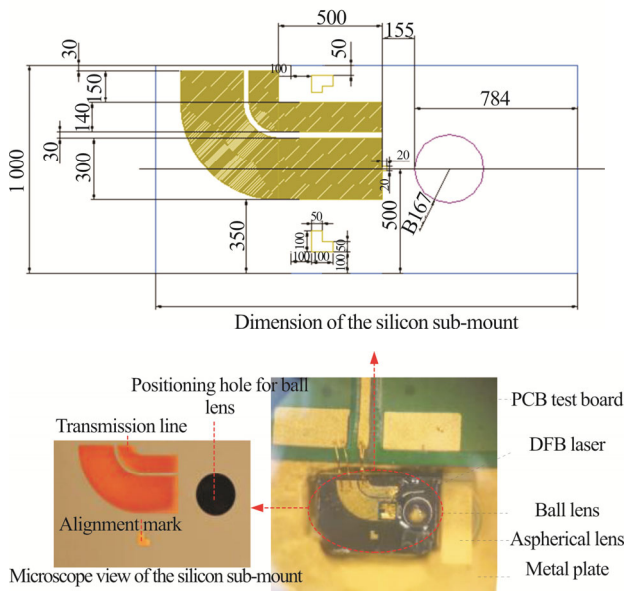 500
155
30
50
100
150
784
140
30
20
1 000
300
20
500
B167
350
50
100
50
100
100
100
Dimension of the silicon sub-mount
Positioning hole for ball
lens
Transmission line
Alignment mark
Microscope view of the silicon sub-mount
PCB test board
DFB laser
Ball lens
Aspherical lens
Metal plate